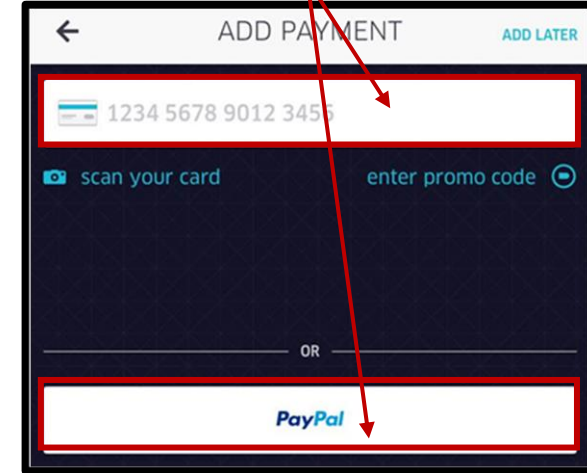 ADD PAYMENT ADD LATER
1234 5678 9012 3456
scan your card enter promo code
OR
PayPal